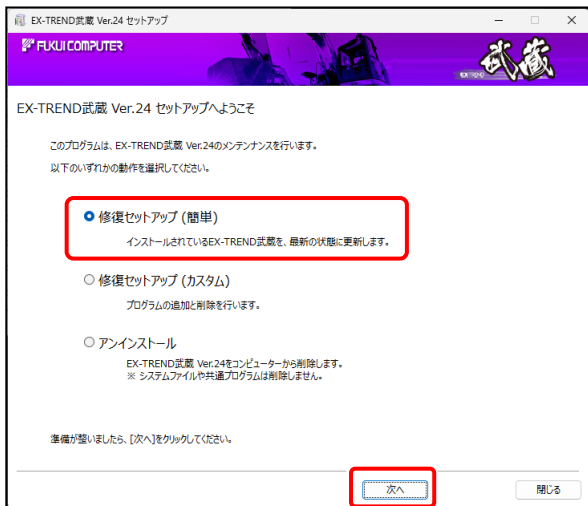 EX-TREND武蔵 Ver.24 セットアップ
FUKUI COMPUTER
EX-TREND 武蔵
EX-TREND武蔵 Ver.24 セットアップへようこそ
このプログラムは、EX-TREND武蔵 Ver.24のメンテナンスを行います。
以下のいずれかの動作を選択してください。
修復セットアップ (簡単)
インストールされているEX-TREND武蔵を、最新の状態に更新します。
修復セットアップ (カスタム)
プログラムの追加と削除を行います。
アンインストール
EX-TREND武蔵 Ver.24をコンピューターから削除します。
※ システムファイルや共通プログラムは削除しません。
準備が整いましたら、[次へ]をクリックしてください。
次へ
閉じる